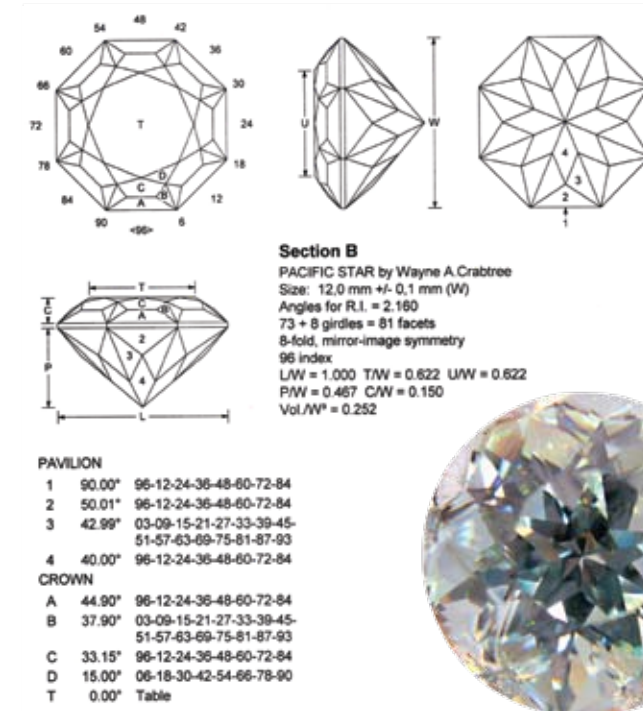 54 48 42
60 36
66 30
72 T 24
78 18
84 12
90 <96> 6
D
C
B
A
U
W
4
3
2
1
T
C
A
B
C
P
2
3
4
L
Section B
PACIFIC STAR by Wayne A.Crabtree
Size: 12,0 mm +/- 0,1 mm (W)
Angles for R.I. = 2.160
73 + 8 girdles = 81 facets
8-fold, mirror-image symmetry
96 index
L/W = 1.000 T/W = 0.622 U/W = 0.622
P/W = 0.467 C/W = 0.150
Vol./W³ = 0.252
PAVILION
1 90.00° 96-12-24-36-48-60-72-84
2 50.01° 96-12-24-36-48-60-72-84
3 42.99° 03-09-15-21-27-33-39-45-
51-57-63-69-75-81-87-93
4 40.00° 96-12-24-36-48-60-72-84
CROWN
A 44.90° 96-12-24-36-48-60-72-84
B 37.90° 03-09-15-21-27-33-39-45-
51-57-63-69-75-81-87-93
C 33.15° 96-12-24-36-48-60-72-84
D 15.00° 06-18-30-42-54-66-78-90
T 0.00° Table